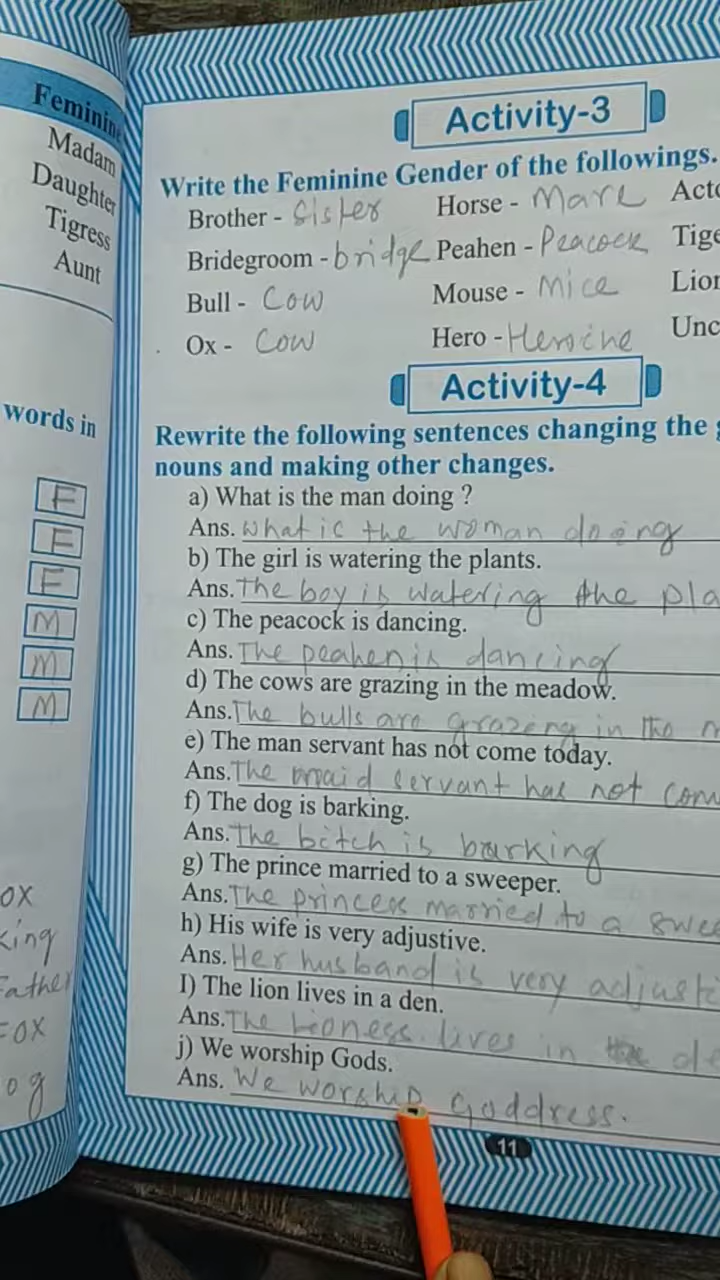 Feminin
Madam
Daughter
Tigress
Aunt
words in
F
F
F
M
M
M
OX
king
Father
FOX
og
Activity-3
Write the Feminine Gender of the followings.
Brother - Sister Horse - Mare Acto
Bridegroom - bridge Peahen - Peacock Tige
Bull - Cow Mouse - Mice Lion
Ox - Cow Hero - Heroine Unc
Activity-4
Rewrite the following sentences changing the g
nouns and making other changes.
a) What is the man doing ?
Ans. What is the woman doing
b) The girl is watering the plants.
Ans. The boy is watering the pla
c) The peacock is dancing.
Ans. The peahen is dancing
d) The cows are grazing in the meadow.
Ans. The bulls are grazing in the m
e) The man servant has not come today.
Ans. The maid servant has not com
f) The dog is barking.
Ans. The bitch is barking
g) The prince married to a sweeper.
Ans. The princess married to a swee
h) His wife is very adjustive.
Ans. Her husband is very adjusti
I) The lion lives in a den.
Ans. The lioness lives in the de
j) We worship Gods.
Ans. We worship Goddress.
11